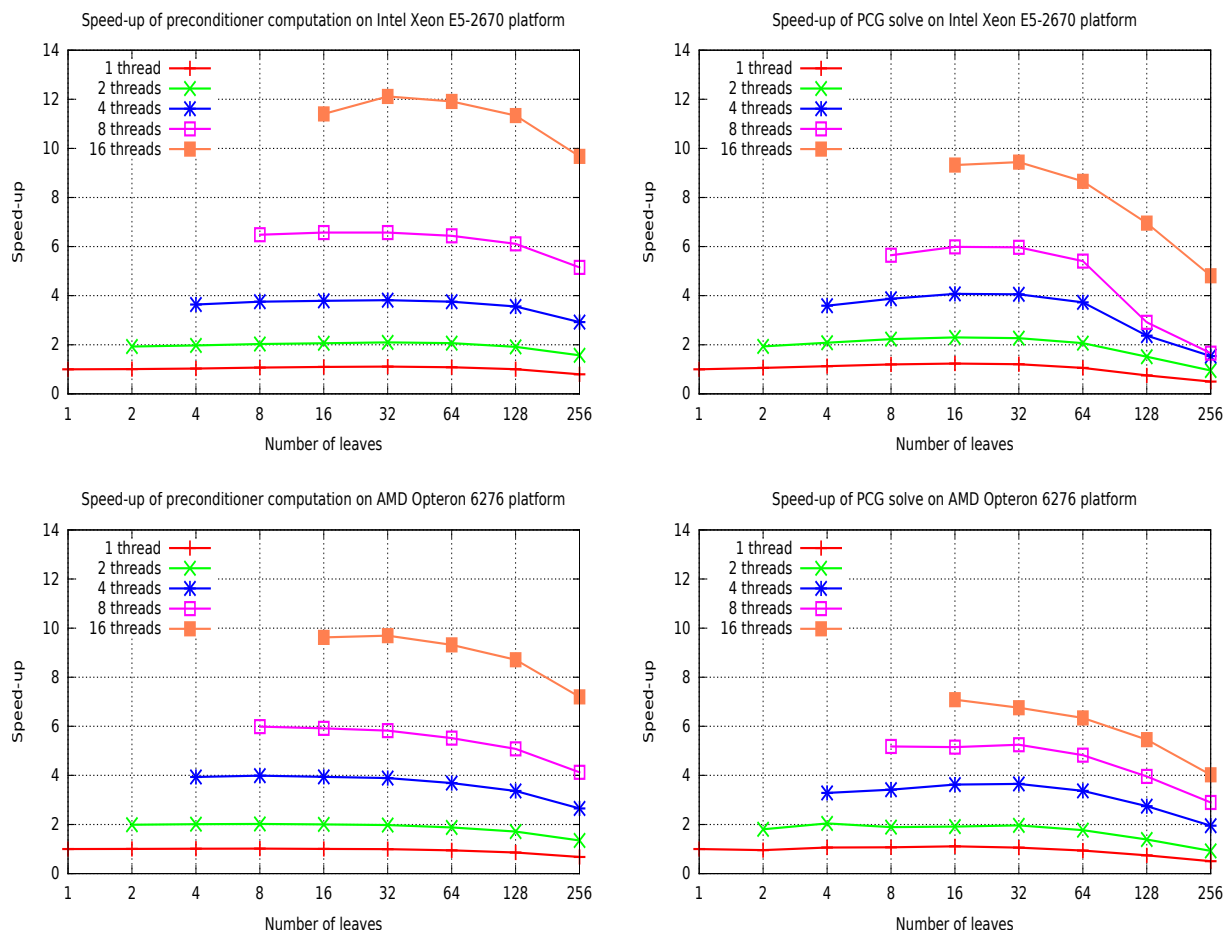 Speed-up of preconditioner computation on Intel Xeon E5-2670 platform
14
12
10
8
6
4
2
0
Speed-up
1 thread
2 threads
4 threads
8 threads
16 threads
1 2 4 8 16 32 64 128 256
Number of leaves
Speed-up of PCG solve on Intel Xeon E5-2670 platform
14
12
10
8
6
4
2
0
Speed-up
1 thread
2 threads
4 threads
8 threads
16 threads
1 2 4 8 16 32 64 128 256
Number of leaves
Speed-up of preconditioner computation on AMD Opteron 6276 platform
14
12
10
8
6
4
2
0
Speed-up
1 thread
2 threads
4 threads
8 threads
16 threads
1 2 4 8 16 32 64 128 256
Number of leaves
Speed-up of PCG solve on AMD Opteron 6276 platform
14
12
10
8
6
4
2
0
Speed-up
1 thread
2 threads
4 threads
8 threads
16 threads
1 2 4 8 16 32 64 128 256
Number of leaves